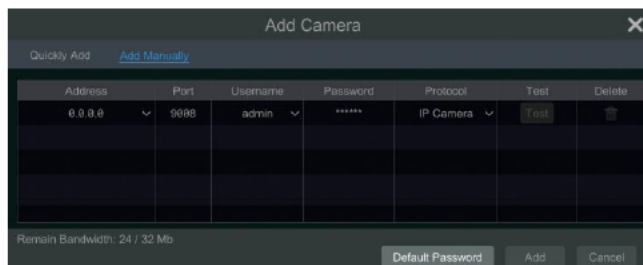 Add Camera
Quickly Add Add Manually
Address Port Username Password Protocol Test Delete
0.0.0.0 9008 admin ****** IP Camera Test
Remain Bandwidth: 24 / 32 Mb
Default Password Add Cancel